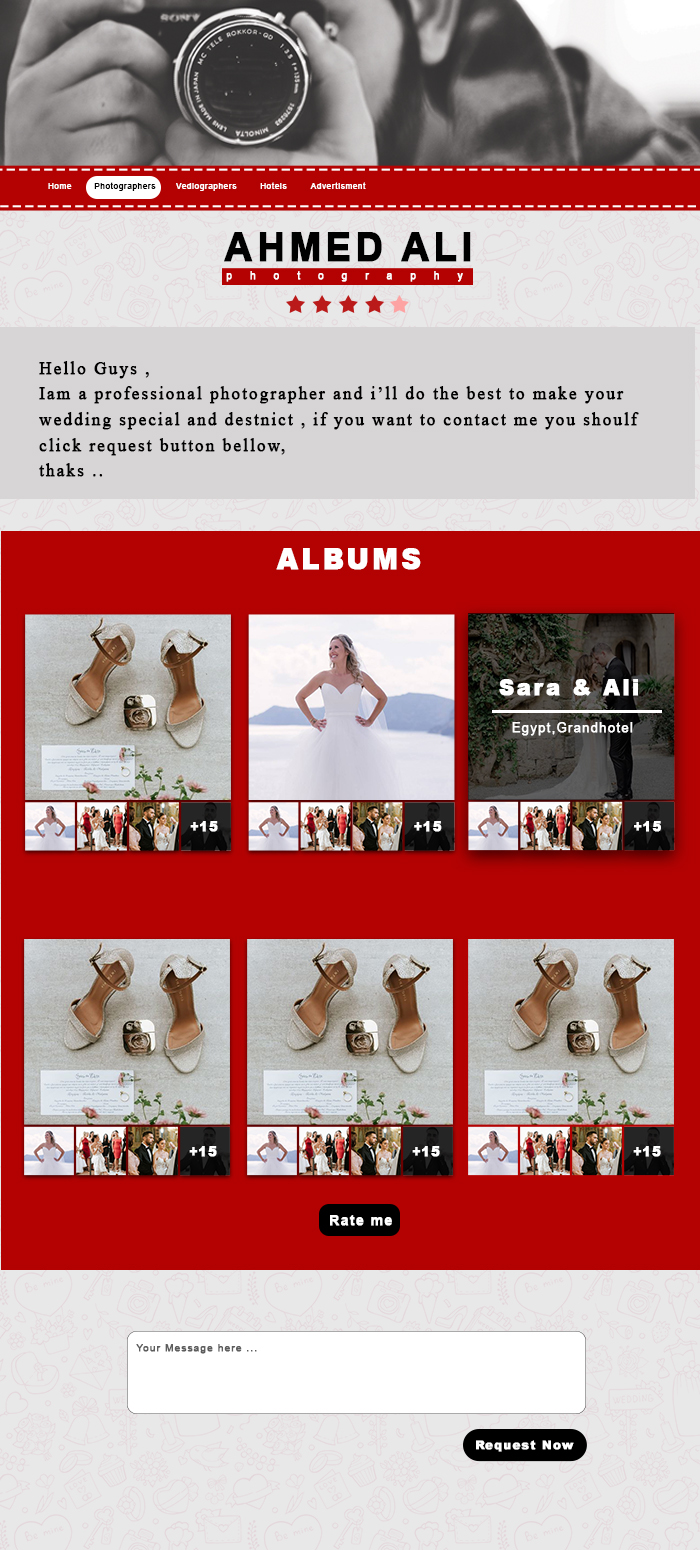 SONY
MC TELE ROKKOR-QD 1:3.5 f=135mm
5570292
MINOLTA
LENS MADE IN JAPAN
Home Photographers Vediographers Hotels Advertisment
AHMED ALI
photography
Hello Guys ,
Iam a professional photographer and i’ll do the best to make your
wedding special and destnict , if you want to contact me you shoulf
click request button bellow,
thaks ..
ALBUMS
Sara & Ali
Egypt,Grandhotel
+15 +15 +15
+15 +15 +15
Rate me
Your Message here ...
Request Now